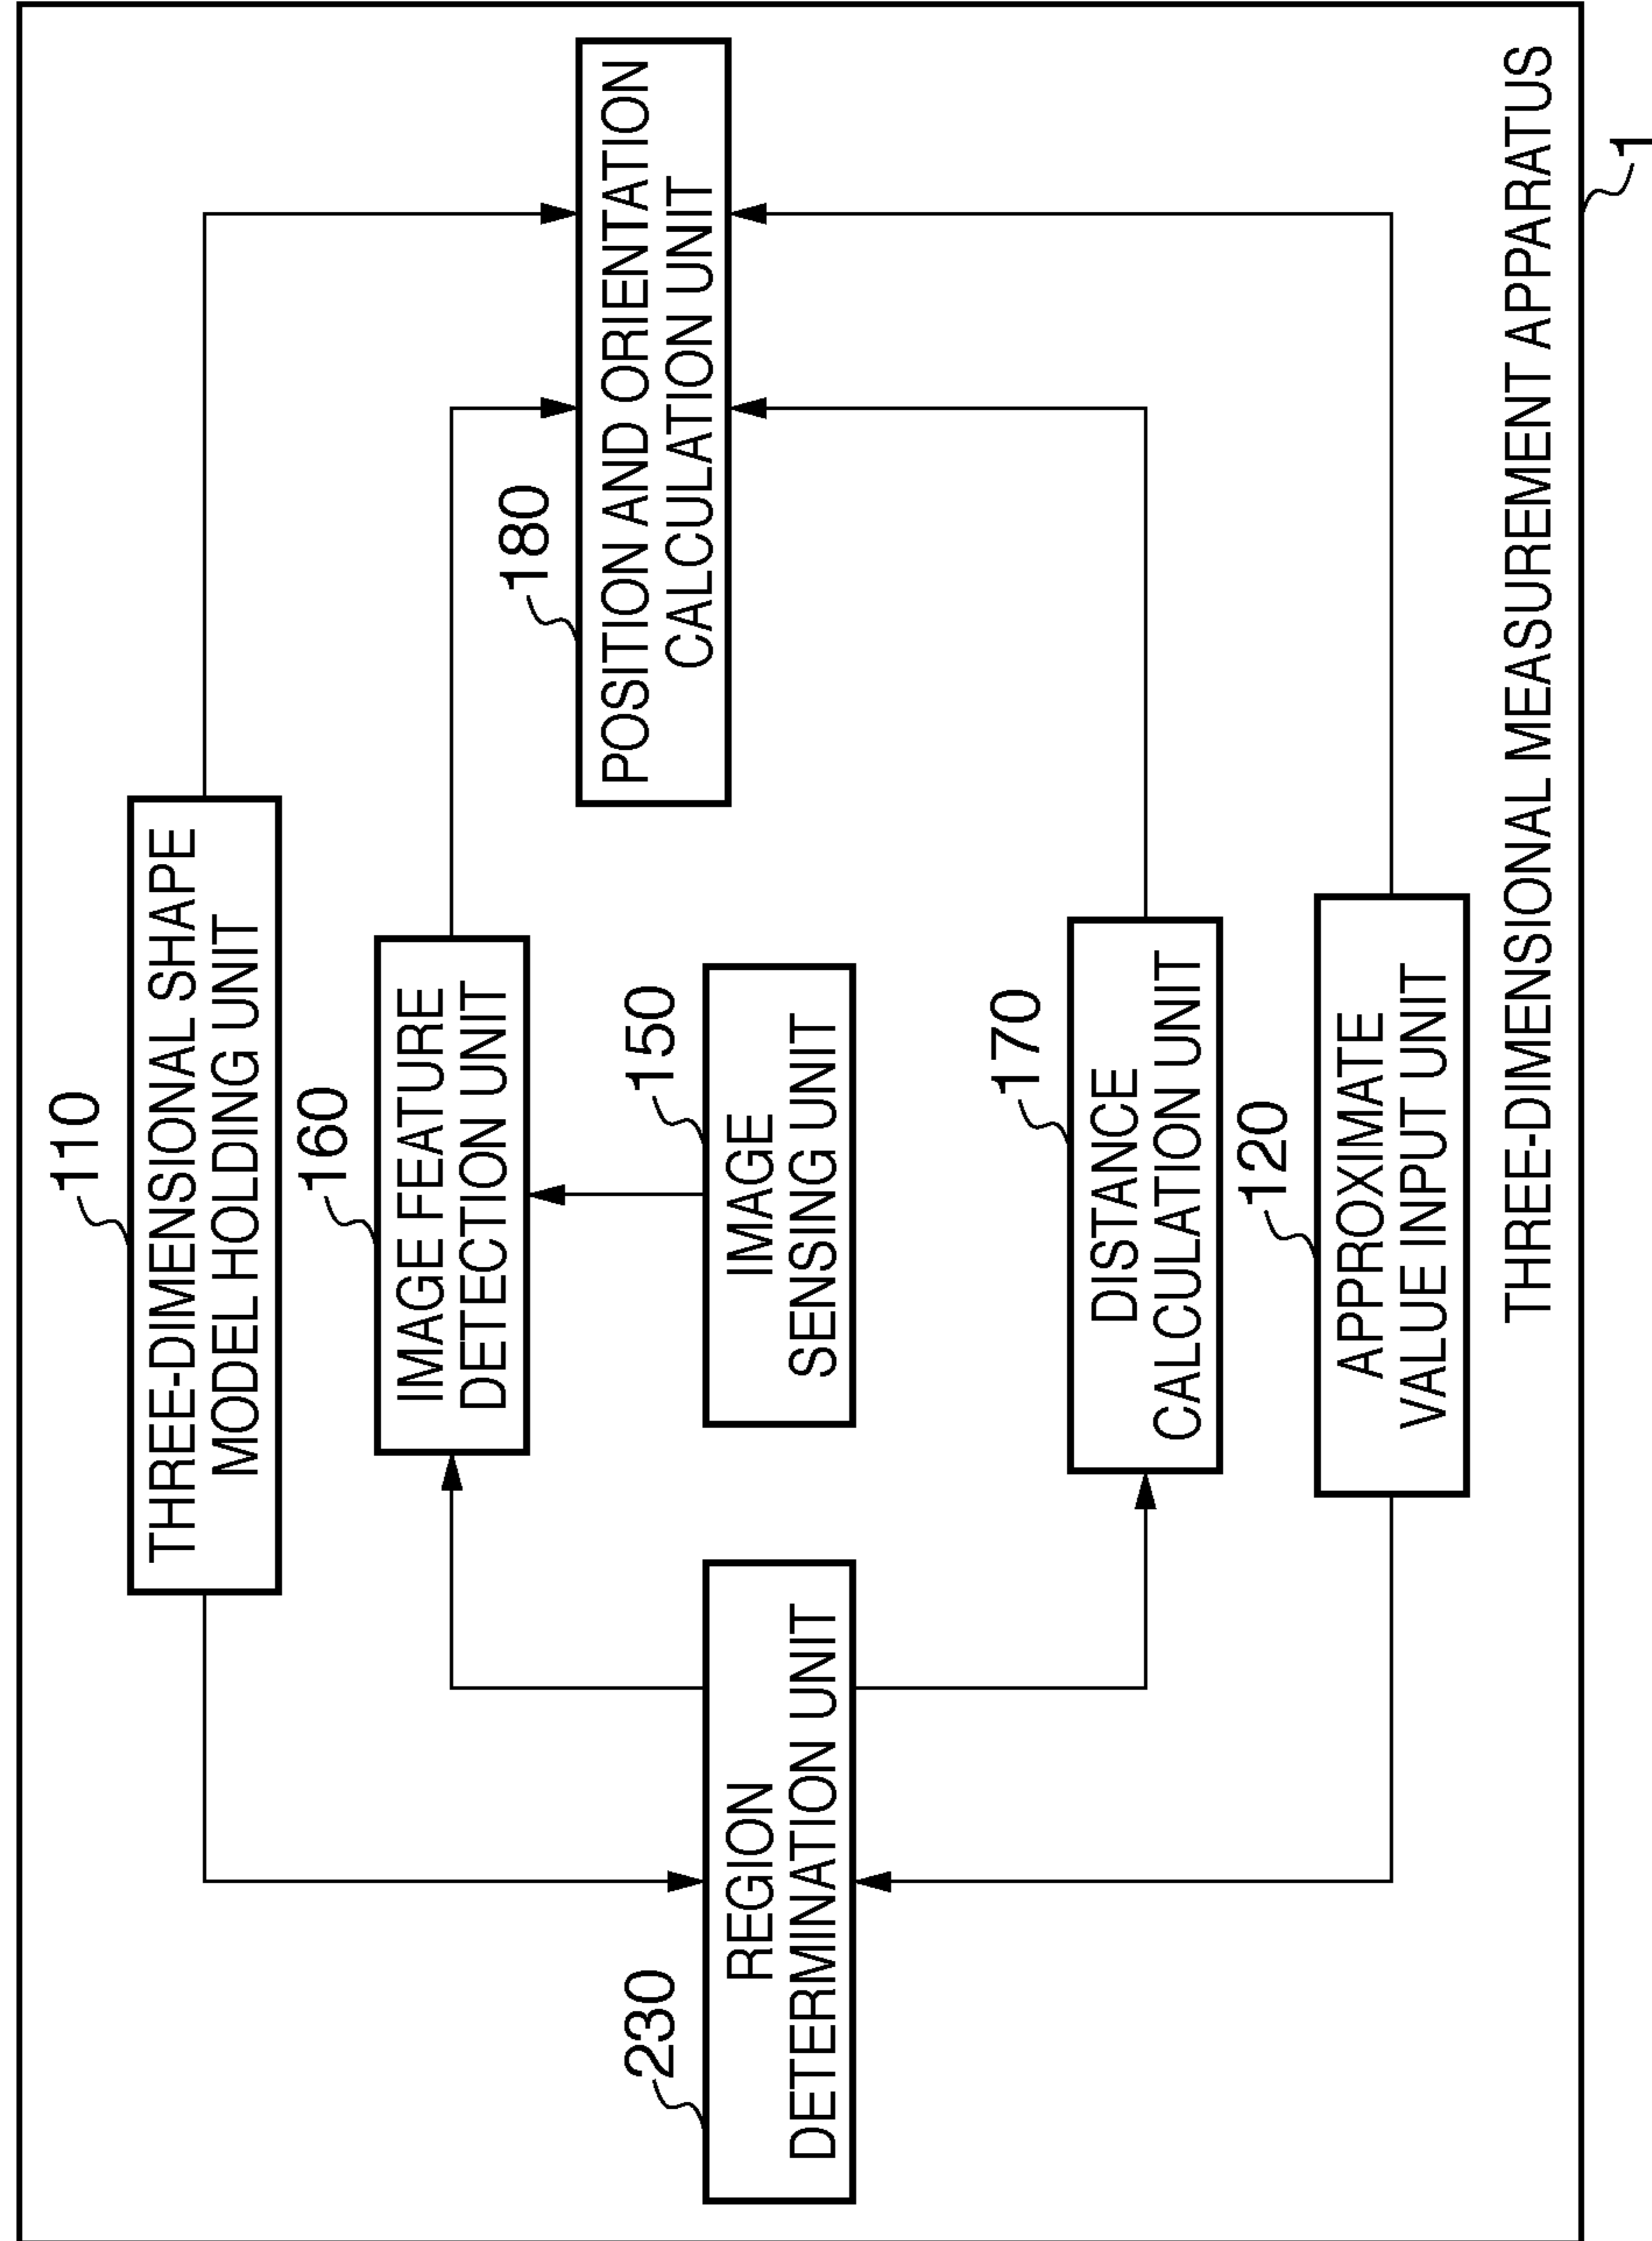 110
THREE-DIMENSIONAL SHAPE
MODEL HOLDING UNIT
160
IMAGE FEATURE
DETECTION UNIT
180
POSITION AND ORIENTATION
CALCULATION UNIT
230
REGION
DETERMINATION UNIT
150
IMAGE
SENSING UNIT
170
DISTANCE
CALCULATION UNIT
120
APPROXIMATE
VALUE INPUT UNIT
THREE-DIMENSIONAL MEASUREMENT APPARATUS
1